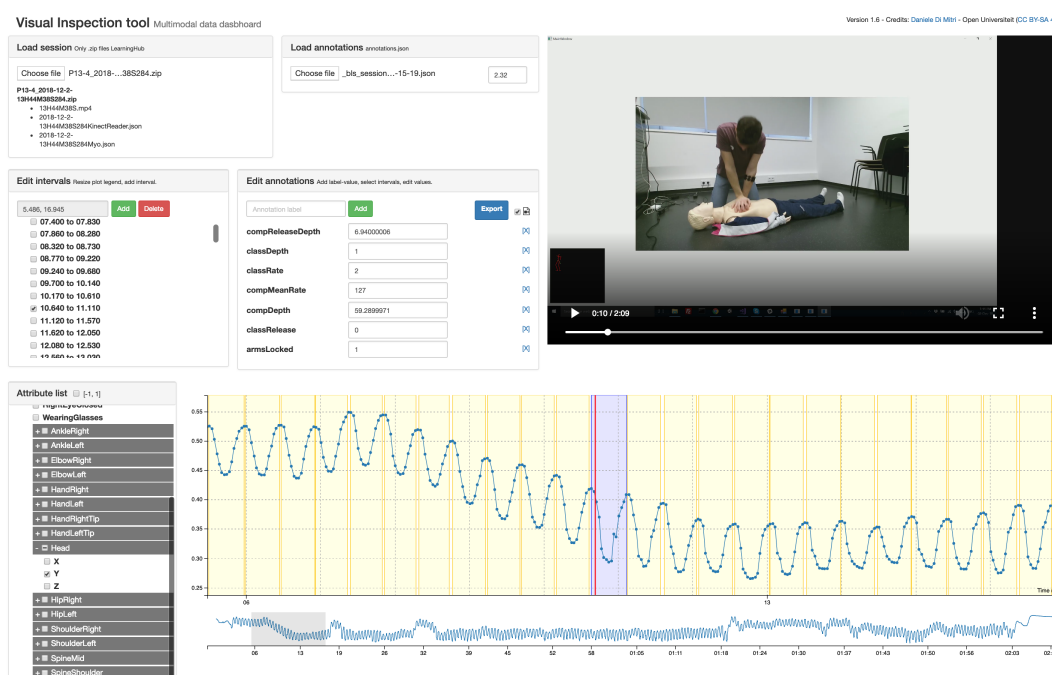 Visual Inspection tool Multimodal data dasbhoard
Version 1.6 - Credits: Daniele Di Mitri - Open Universiteit (CC BY-SA
Load session Only .zip files LearningHub
Choose file P13-4_2018-...38S284.zip
P13-4_2018-12-2-
13H44M38S284.zip
13H44M38S.mp4
2018-12-2-
13H44M38S284KinectReader.json
2018-12-2-
13H44M38S284Myo.json
Load annotations annotations.json
Choose file _bls_session...-15-19.json
2.32
0:10 / 2:09
Edit intervals Resize plot legend, add interval.
5.486, 16.945 Add Delete
07.400 to 07.830
07.860 to 08.280
08.320 to 08.730
08.770 to 09.220
09.240 to 09.680
09.700 to 10.140
10.170 to 10.610
10.640 to 11.110
11.120 to 11.570
11.620 to 12.050
12.080 to 12.530
12.560 to 13.020
Edit annotations Add label-value, select intervals, edit values.
Annotation label Add Export
compReleaseDepth 6.94000006 [X]
classDepth 1 [X]
classRate 2 [X]
compMeanRate 127 [X]
compDepth 59.2899971 [X]
classRelease 0 [X]
armsLocked 1 [X]
Attribute list [-1, 1]
RightEyeClosed
WearingGlasses
+ AnkleRight
+ AnkleLeft
+ ElbowRight
+ ElbowLeft
+ HandRight
+ HandLeft
+ HandRightTip
+ HandLeftTip
- Head
X
Y
Z
+ HipRight
+ HipLeft
+ ShoulderRight
+ ShoulderLeft
+ SpineMid
+ SpineShoulder
0.55
0.50
0.45
0.40
0.35
0.30
0.25
06 13
Time
06 13 19 26 32 39 45 52 58 01:05 01:11 01:18 01:24 01:30 01:37 01:43 01:50 01:56 02:03 02: